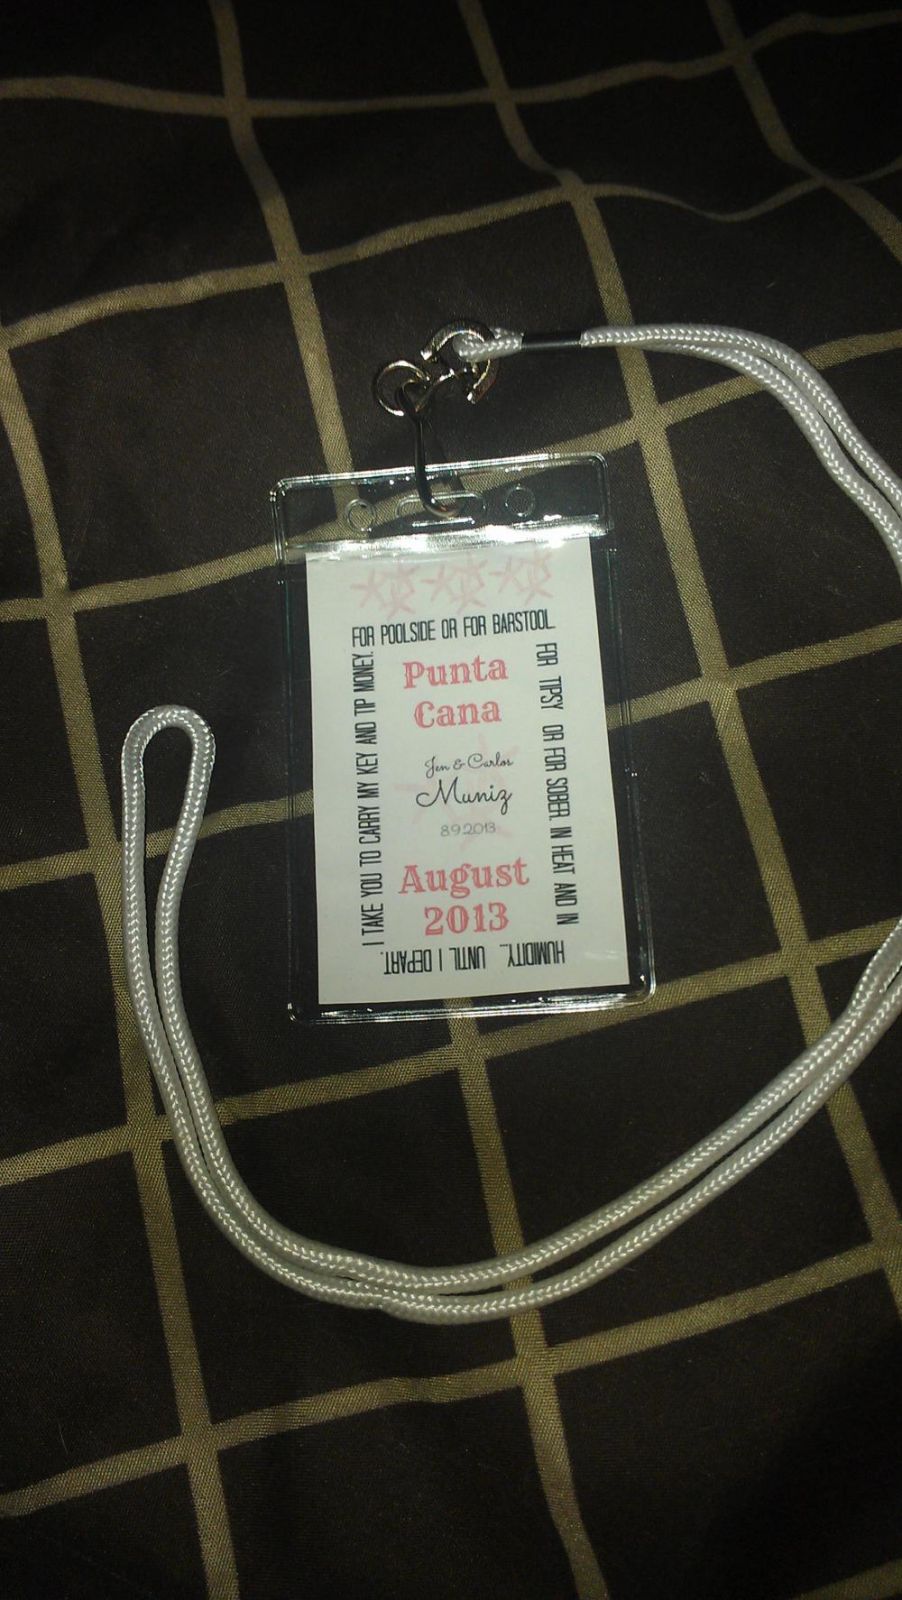 I TAKE YOU TO CARRY MY KEY AND TIP MONEY.
FOR POOLSIDE OR FOR BARSTOOL.
FOR TIPSY OR FOR SOBER. IN HEAT AND IN
HUMIDITY... UNTIL I DEPART.
Punta
Cana
Jen & Carlos
Muniz
8.9.2013
August
2013